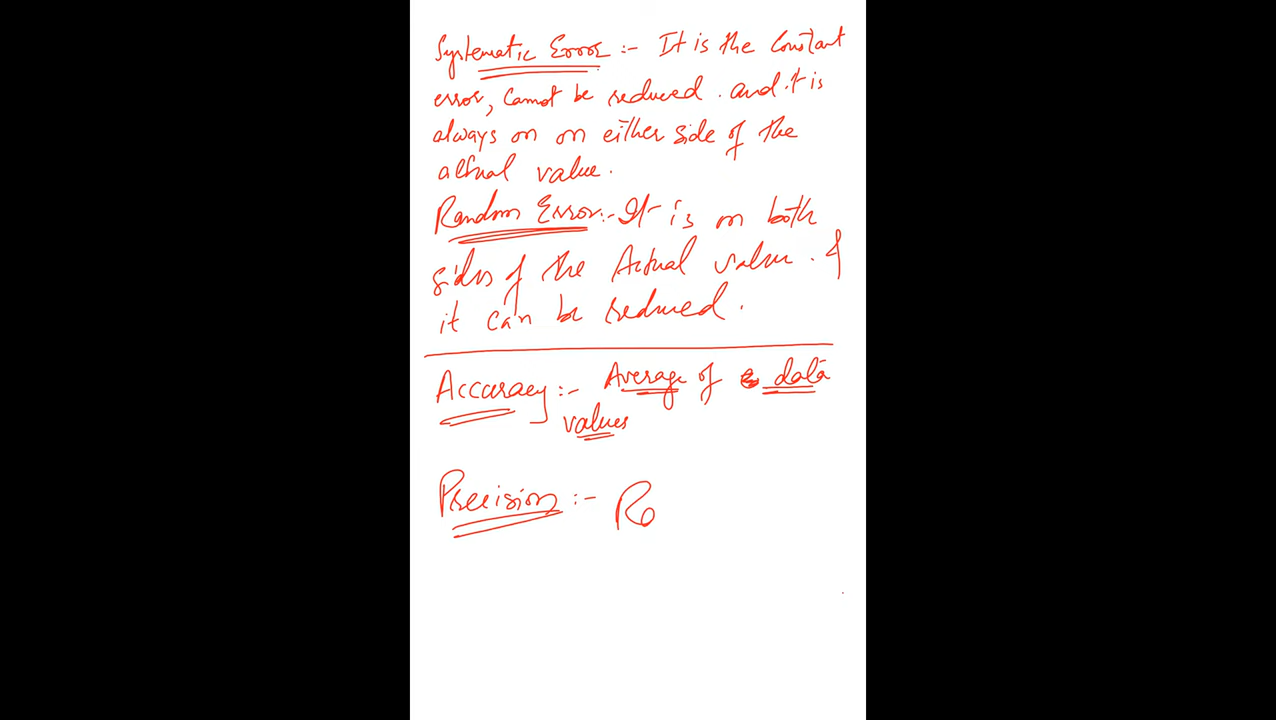 Systematic Error :- It is the Constant
error, Cannot be reduced. and it is
always on on either side of the
actual value.
Random Error:- It is on both
sides of the Actual value. &
it can be reduced.
Accuracy :- Average of data
values
Precision :- Ro